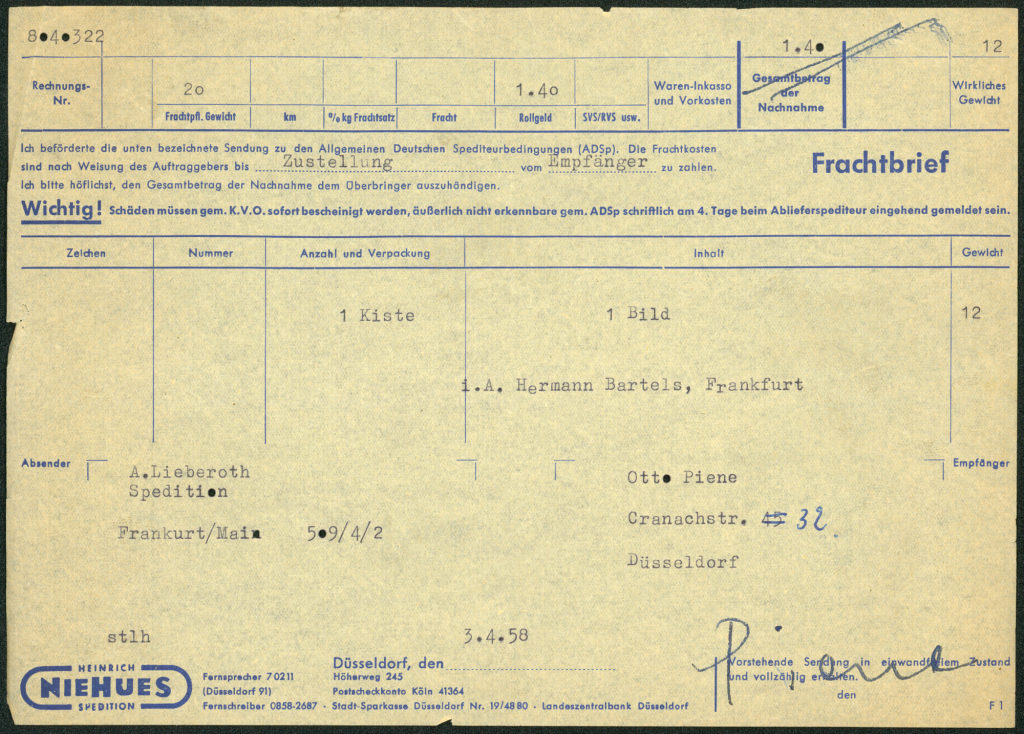 8.4.322
1.40
12
Rechnungs-Nr.
20
Frachtpfl. Gewicht
km
%kg Frachtsatz
Fracht
1.40
Rollgeld
SVS/RVS usw.
Waren-Inkasso und Vorkosten
Gesamtbetrag der Nachnahme
Wirkliches Gewicht
Ich beförderte die unten bezeichnete Sendung zu den Allgemeinen Deutschen Spediteurbedingungen (ADSp). Die Frachtkosten
sind nach Weisung des Auftraggebers bis Zustellung vom Empfänger zu zahlen.
Ich bitte höflichst, den Gesamtbetrag der Nachnahme dem Überbringer auszuhändigen.
Frachtbrief
Wichtig! Schäden müssen gem. K.V.O. sofort bescheinigt werden, äußerlich nicht erkennbare gem. ADSp schriftlich am 4. Tage beim Ablieferspediteur eingehend gemeldet sein.
Zeichen Nummer Anzahl und Verpackung Inhalt Gewicht
1 Kiste 1 Bild 12
i.A. Hermann Bartels, Frankfurt
Absender
A.Lieberoth
Spedition
Frankurt/Main 509/4/2
Empfänger
Otto Piene
Cranachstr. 45 32
Düsseldorf
stlh
3.4.58
HEINRICH
NIEHUES
SPEDITION
Fernsprecher 70211
(Düsseldorf 91)
Fernschreiber 0858-2687 · Stadt-Sparkasse Düsseldorf Nr. 19/4880 · Landeszentralbank Düsseldorf
Düsseldorf, den
Höherweg 245
Postscheckkonto Köln 41364
Piene
Vorstehende Sendung in einwandfreiem Zustand
und vollzählig erhalten.
den
F 1